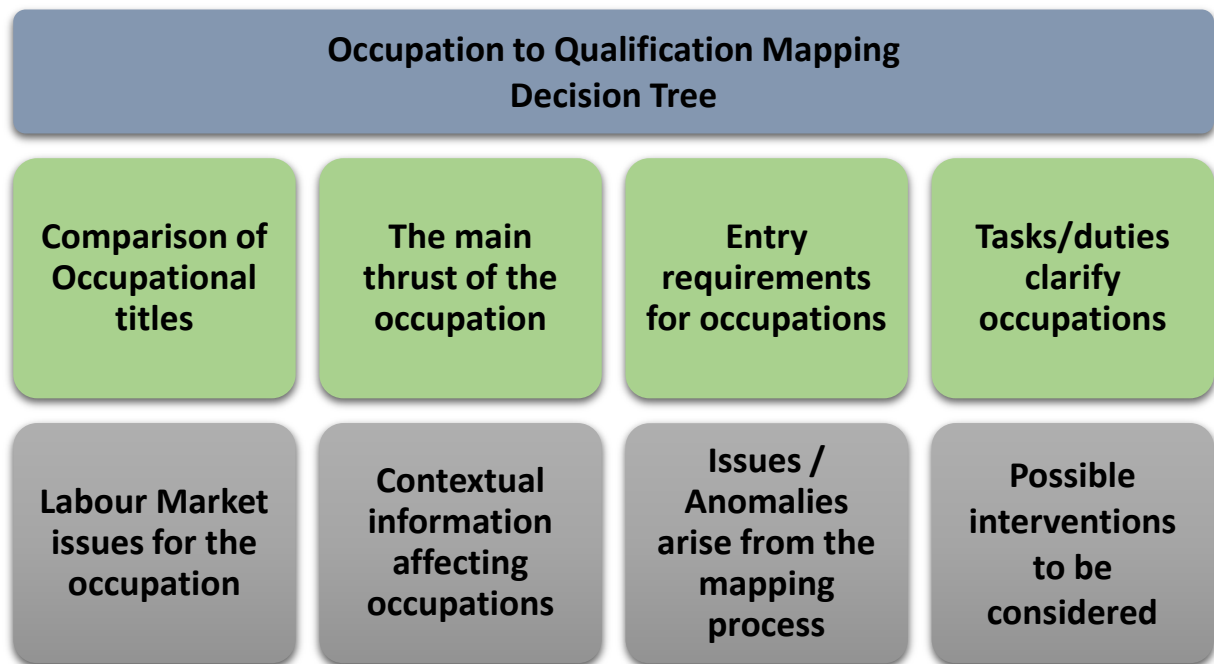 Occupation to Qualification Mapping
Decision Tree
Comparison of
Occupational
titles
The main
thrust of the
occupation
Entry
requirements
for occupations
Tasks/duties
clarify
occupations
Labour Market
issues for the
occupation
Contextual
information
affecting
occupations
Issues /
Anomalies
arise from the
mapping
process
Possible
interventions
to be
considered